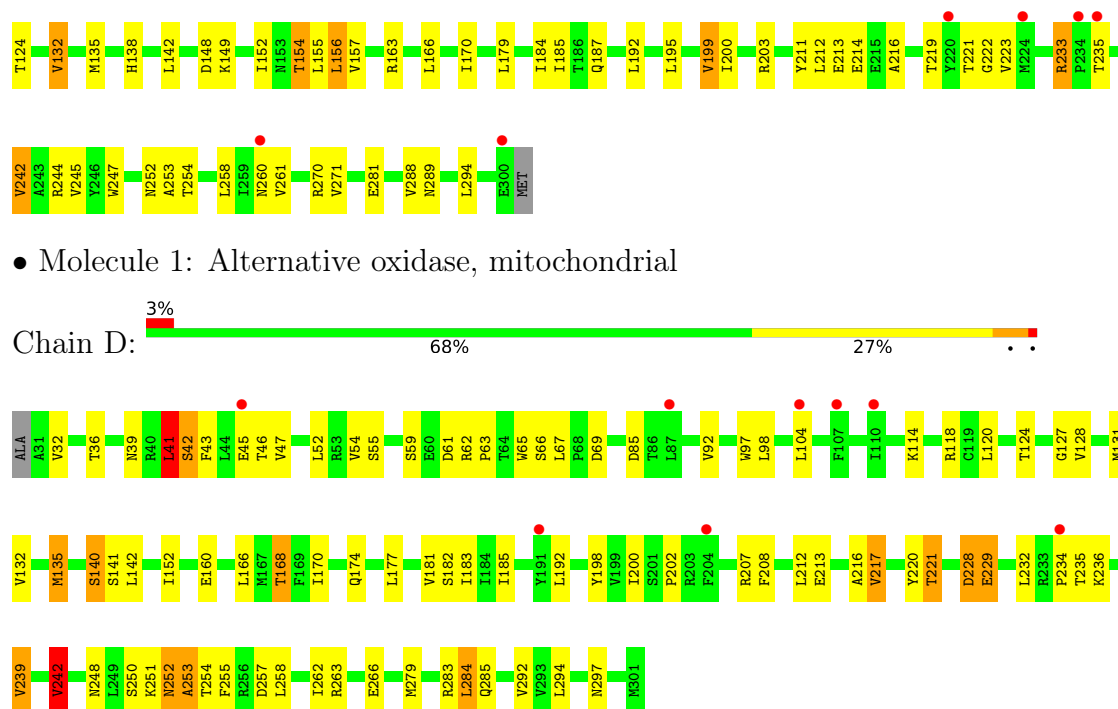 T124 V132 M135 H138 L142 D148 K149 I152 N153 T154 L155 L156 V157 R163 L166 I170 L179 I184 I185 T186 Q187 L192 L195 V199 I200 R203 Y211 L212 E213 E214 E215 A216 T219 Y220 T221 G222 V223 M224 R233 P234 T235
V242 A243 R244 V245 Y246 W247 N252 A253 T254 L258 I259 N260 V261 R270 V271 E281 V288 N289 L294 E300 MET
• Molecule 1: Alternative oxidase, mitochondrial
3%
Chain D:
68% 27% • •
ALA A31 V32 T36 N39 R40 L41 S42 F43 L44 E45 T46 V47 L52 R53 V54 S55 S59 E60 D61 R62 P63 T64 W65 S66 L67 P68 D69 D85 T86 L87 V92 W97 L98 L104 F107 I110 K114 R118 C119 L120 T124 G127 V128 M131
V132 M135 S140 S141 L142 I152 E160 L166 M167 T168 F169 I170 Q174 L177 V181 S182 I183 I184 I185 Y191 L192 Y198 V199 I200 S201 P202 R203 F204 R207 F208 L212 E213 A216 V217 Y220 T221 D228 E229 L232 R233 P234 T235 K236
V239 V242 N248 L249 S250 K251 N252 A253 T254 F255 R256 D257 L258 I262 R263 E266 M279 R283 L284 Q285 V292 V293 L294 N297 M301